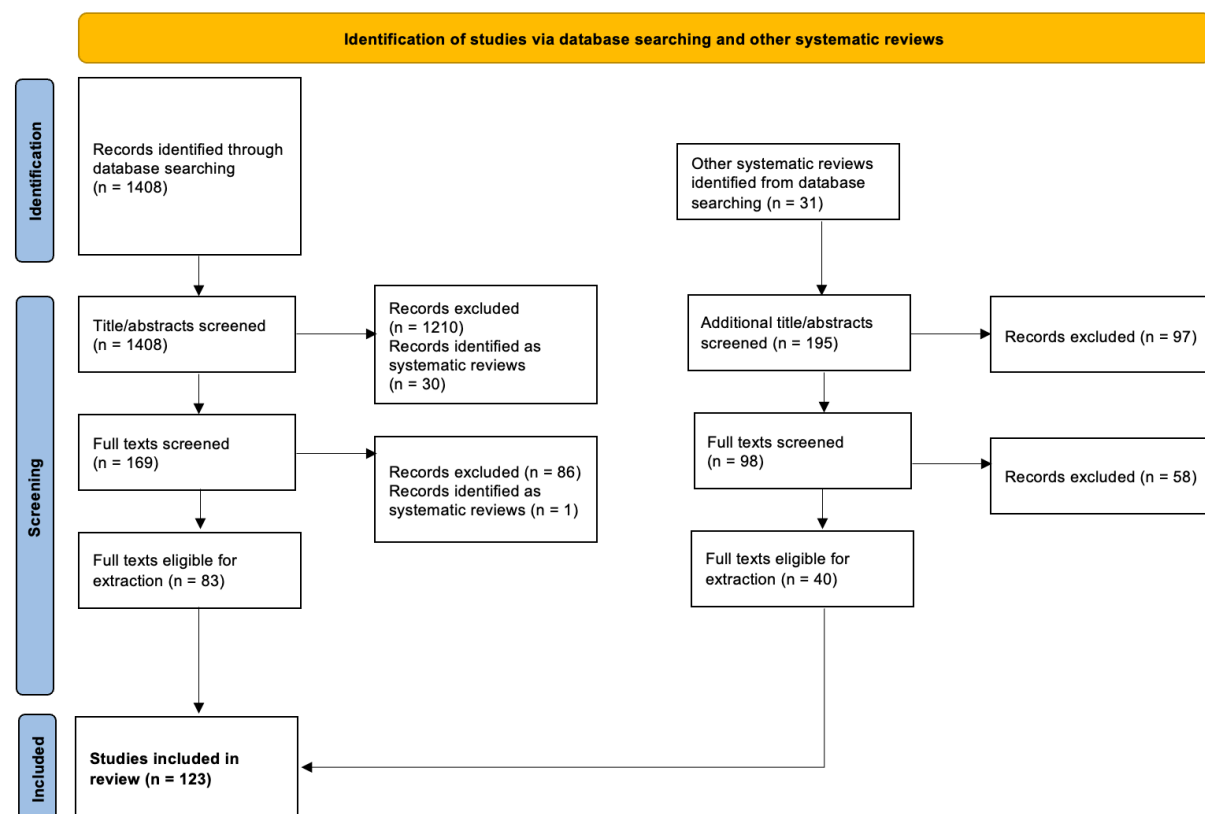 Identification of studies via database searching and other systematic reviews
Identification
Records identified through
database searching
(n = 1408)
Other systematic reviews
identified from database
searching (n = 31)
Screening
Title/abstracts screened
(n = 1408)
Records excluded
(n = 1210)
Records identified as
systematic reviews
(n = 30)
Additional title/abstracts
screened (n = 195)
Records excluded (n = 97)
Full texts screened
(n = 169)
Records excluded (n = 86)
Records identified as
systematic reviews (n = 1)
Full texts screened
(n = 98)
Records excluded (n = 58)
Full texts eligible for
extraction (n = 83)
Full texts eligible for
extraction (n = 40)
Included
Studies included in
review (n = 123)